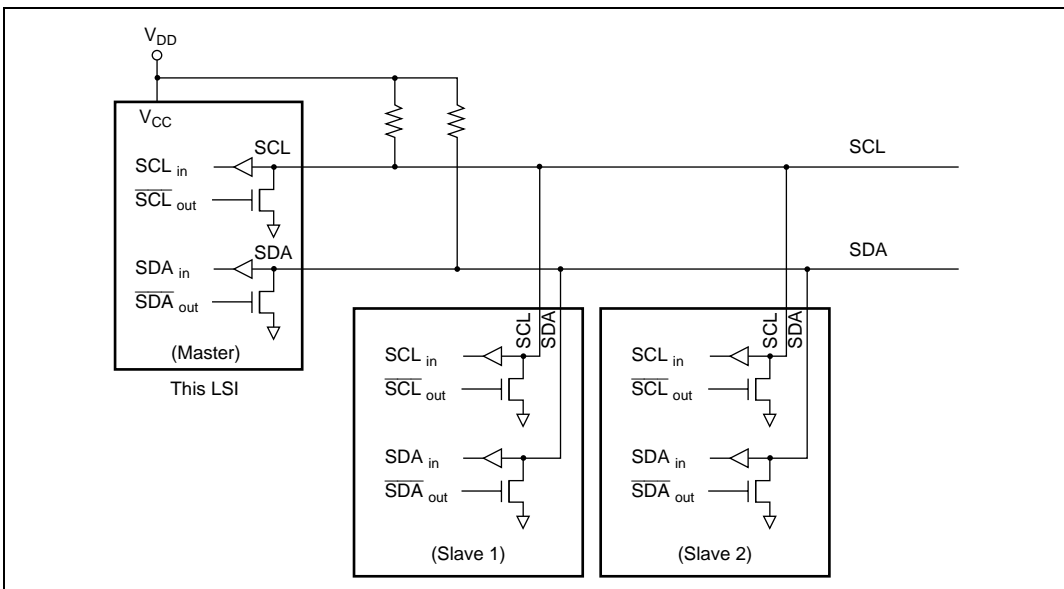 VDD
VCC
SCL
SCL in
SCL out
SDA
SDA in
SDA out
(Master)
This LSI
SCL
SDA
SCL
SDA
SCL in
SCL out
SDA in
SDA out
(Slave 1)
SCL
SDA
SCL in
SCL out
SDA in
SDA out
(Slave 2)